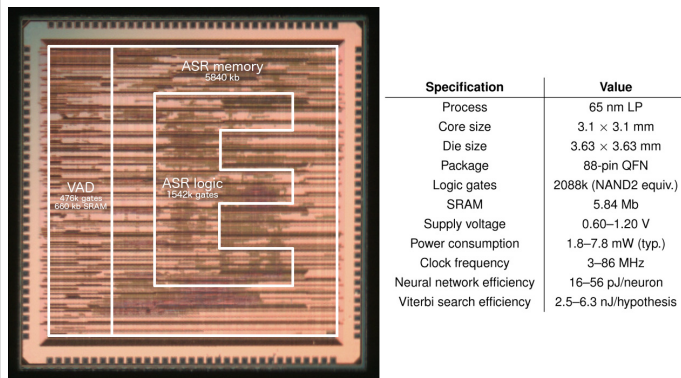 ASR memory
5840 kb
VAD
476k gates
660 kb SRAM
ASR logic
1542k gates
Specification Value
Process 65 nm LP
Core size 3.1 × 3.1 mm
Die size 3.63 × 3.63 mm
Package 88-pin QFN
Logic gates 2088k (NAND2 equiv.)
SRAM 5.84 Mb
Supply voltage 0.60–1.20 V
Power consumption 1.8–7.8 mW (typ.)
Clock frequency 3–86 MHz
Neural network efficiency 16–56 pJ/neuron
Viterbi search efficiency 2.5–6.3 nJ/hypothesis